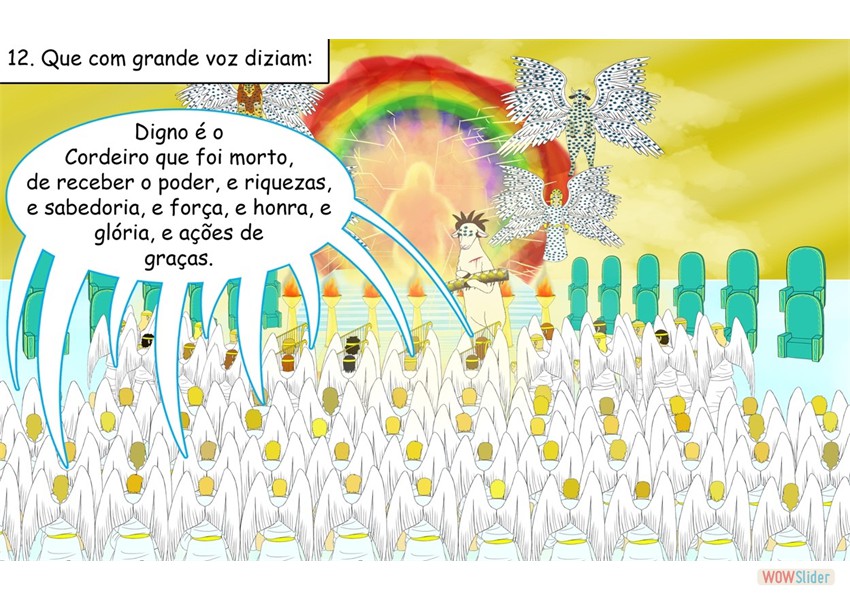 12. Que com grande voz diziam:
Digno é o
Cordeiro que foi morto,
de receber o poder, e riquezas,
e sabedoria, e força, e honra, e
glória, e ações de
graças.
WOWSlider